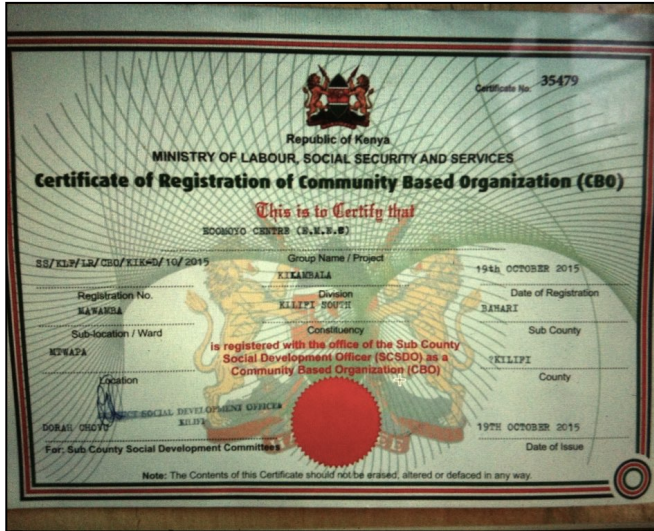 Certificate No: 35479
Republic of Kenya
MINISTRY OF LABOUR, SOCIAL SECURITY AND SERVICES
Certificate of Registration of Community Based Organization (CBO)
This is to Certify that
CENTRE
Group Name / Project
SS/KLF/LR/CBO/KIK-D/10/2015
KIKAMBALA
19th OCTOBER 2015
Registration No.
Division
Date of Registration
MAWAMBA
KILIFI SOUTH
BAHARI
Sub-location / Ward
Constituency
Sub County
MTWAPA
is registered with the office of the Sub County
Social Development Officer (SCSDO) as a
Community Based Organization (CBO)
?KILIFI
Location
County
SOCIAL DEVELOPMENT OFFICER
KILIFI
DORAH
19TH OCTOBER 2015
For: Sub County Social Development Committees
Date of Issue
Note: The Contents of this Certificate should not be erased, altered or defaced in any way.